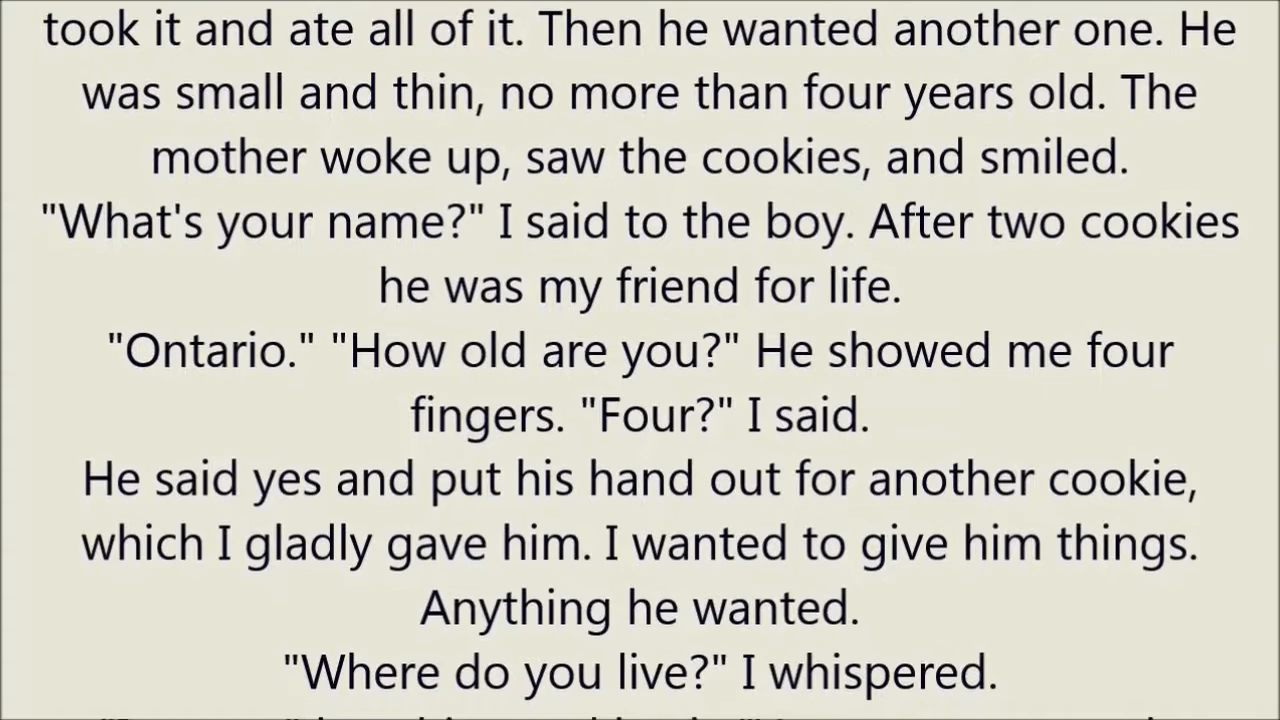 took it and ate all of it. Then he wanted another one. He
was small and thin, no more than four years old. The
mother woke up, saw the cookies, and smiled.
"What's your name?" I said to the boy. After two cookies
he was my friend for life.
"Ontario." "How old are you?" He showed me four
fingers. "Four?" I said.
He said yes and put his hand out for another cookie,
which I gladly gave him. I wanted to give him things.
Anything he wanted.
"Where do you live?" I whispered.